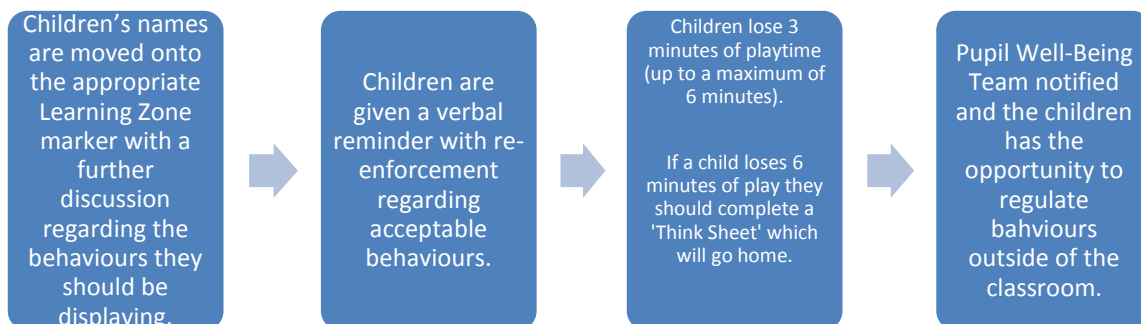 Children’s names
are moved onto
the appropriate
Learning Zone
marker with a
further
discussion
regarding the
behaviours they
should be
displaying.
Children are
given a verbal
reminder with re-
enforcement
regarding
acceptable
behaviours.
Children lose 3
minutes of playtime
(up to a maximum of
6 minutes).
If a child loses 6
minutes of play they
should complete a
'Think Sheet' which
will go home.
Pupil Well-Being
Team notified
and the children
has the
opportunity to
regulate
bahviours
outside of the
classroom.